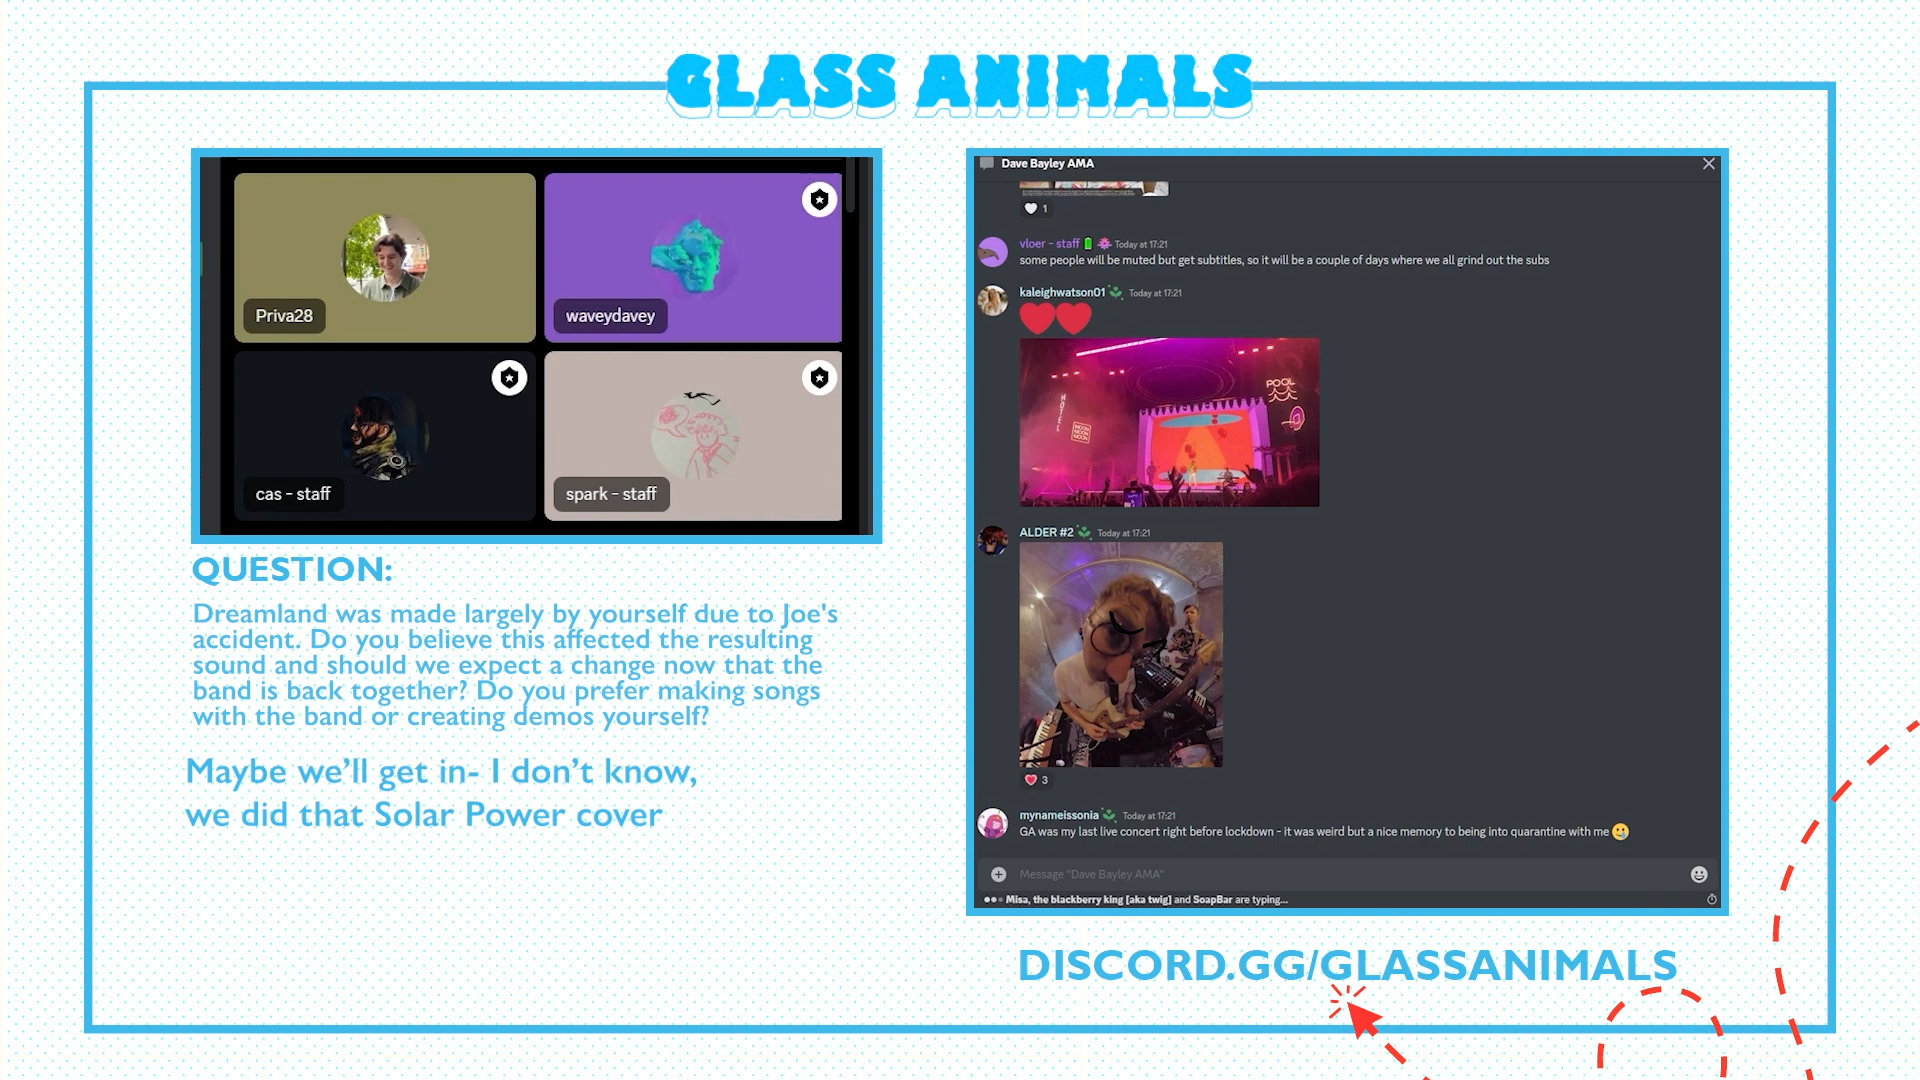 GLASS ANIMALS
Priva28
waveydavey
cas - staff
spark - staff
QUESTION:
Dreamland was made largely by yourself due to Joe's
accident. Do you believe this affected the resulting
sound and should we expect a change now that the
band is back together? Do you prefer making songs
with the band or creating demos yourself?
Maybe we'll get in- I don't know,
we did that Solar Power cover
Dave Bayley AMA
1
vloer - staff Today at 17:21
some people will be muted but get subtitles, so it will be a couple of days where we all grind out the subs
kaleighwatson01 Today at 17:21
HOTEL
MOON
MOON
MOON
POOL
ALDER #2 Today at 17:21
3
mynameissonia Today at 17:21
GA was my last live concert right before lockdown - it was weird but a nice memory to being into quarantine with me
Message "Dave Bayley AMA"
Misa, the blackberry king [aka twig] and SoapBar are typing...
DISCORD.GG/GLASSANIMALS